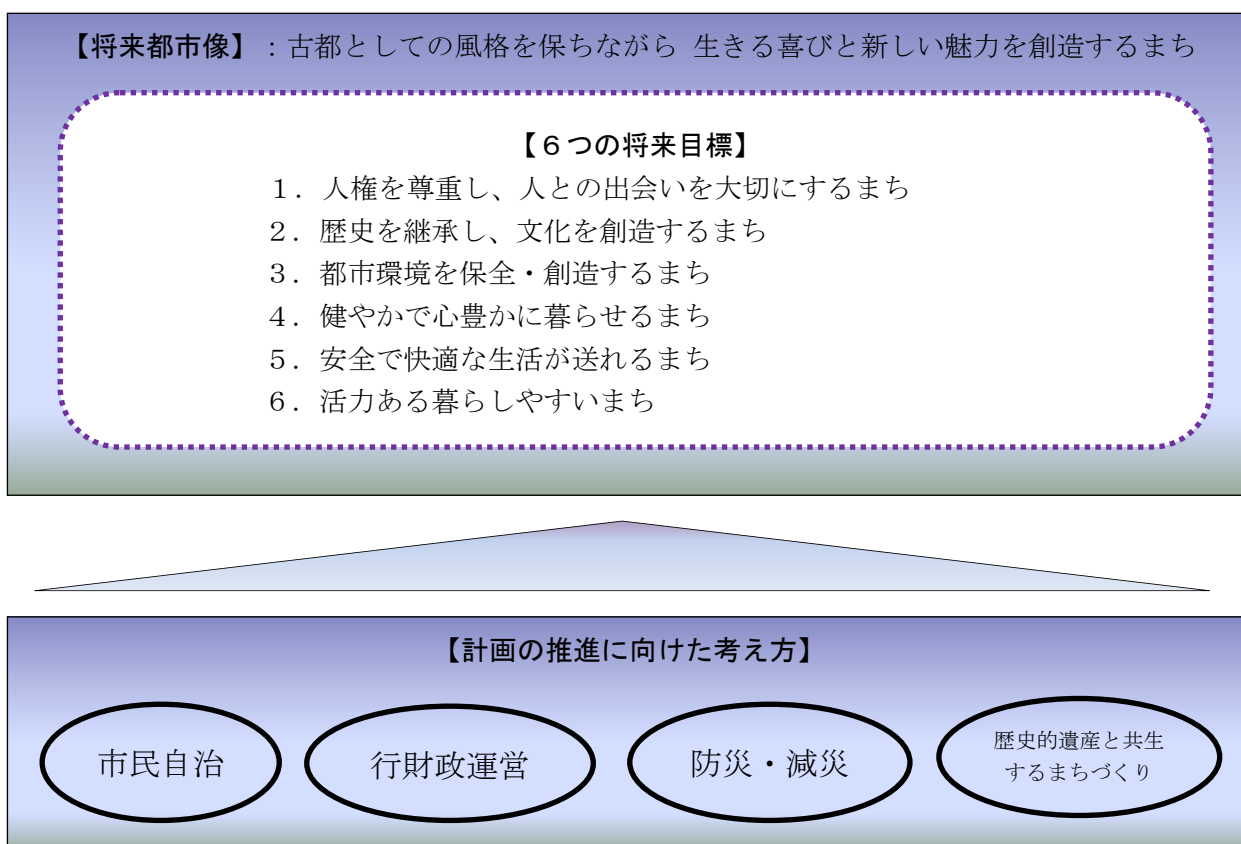 【将来都市像】：古都としての風格を保ちながら 生きる喜びと新しい魅力を創造するまち
【６つの将来目標】
１．人権を尊重し、人との出会いを大切にするまち
２．歴史を継承し、文化を創造するまち
３．都市環境を保全・創造するまち
４．健やかで心豊かに暮らせるまち
５．安全で快適な生活が送れるまち
６．活力ある暮らしやすいまち
【計画の推進に向けた考え方】
市民自治
行財政運営
防災・減災
歴史的遺産と共生
するまちづくり